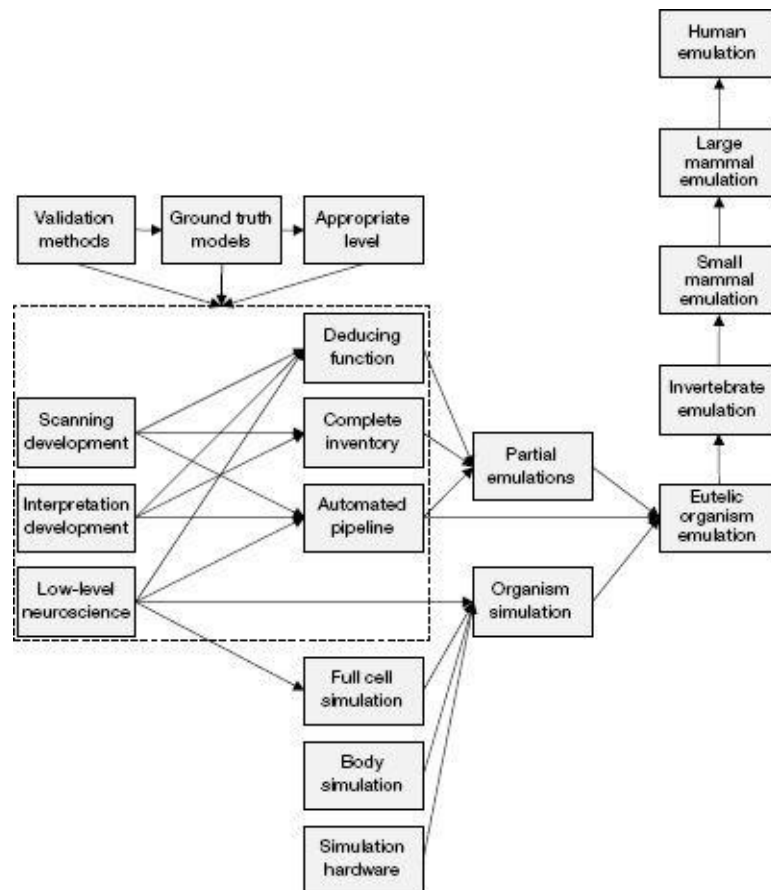 Human
emulation
Large
mammal
emulation
Validation
methods
Ground truth
models
Appropriate
level
Small
mammal
emulation
Deducing
function
Invertebrate
emulation
Scanning
development
Complete
inventory
Partial
emulations
Interpretation
development
Automated
pipeline
Eutelic
organism
emulation
Low-level
neuroscience
Organism
simulation
Full cell
simulation
Body
simulation
Simulation
hardware